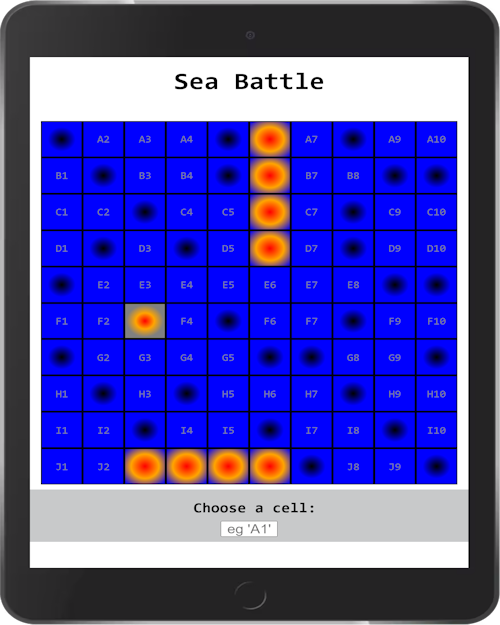 Sea Battle
A2 A3 A4 A7 A9 A10
B1 B3 B4 B7 B8
C1 C2 C4 C5 C7 C9 C10
D1 D3 D5 D7 D9 D10
E2 E3 E4 E5 E6 E7 E8
F1 F2 F4 F6 F7 F9 F10
G2 G3 G4 G5 G8 G9
H1 H3 H5 H6 H7 H9 H10
I1 I2 I4 I5 I7 I8 I10
J1 J2 J8 J9
Choose a cell:
eg 'A1'